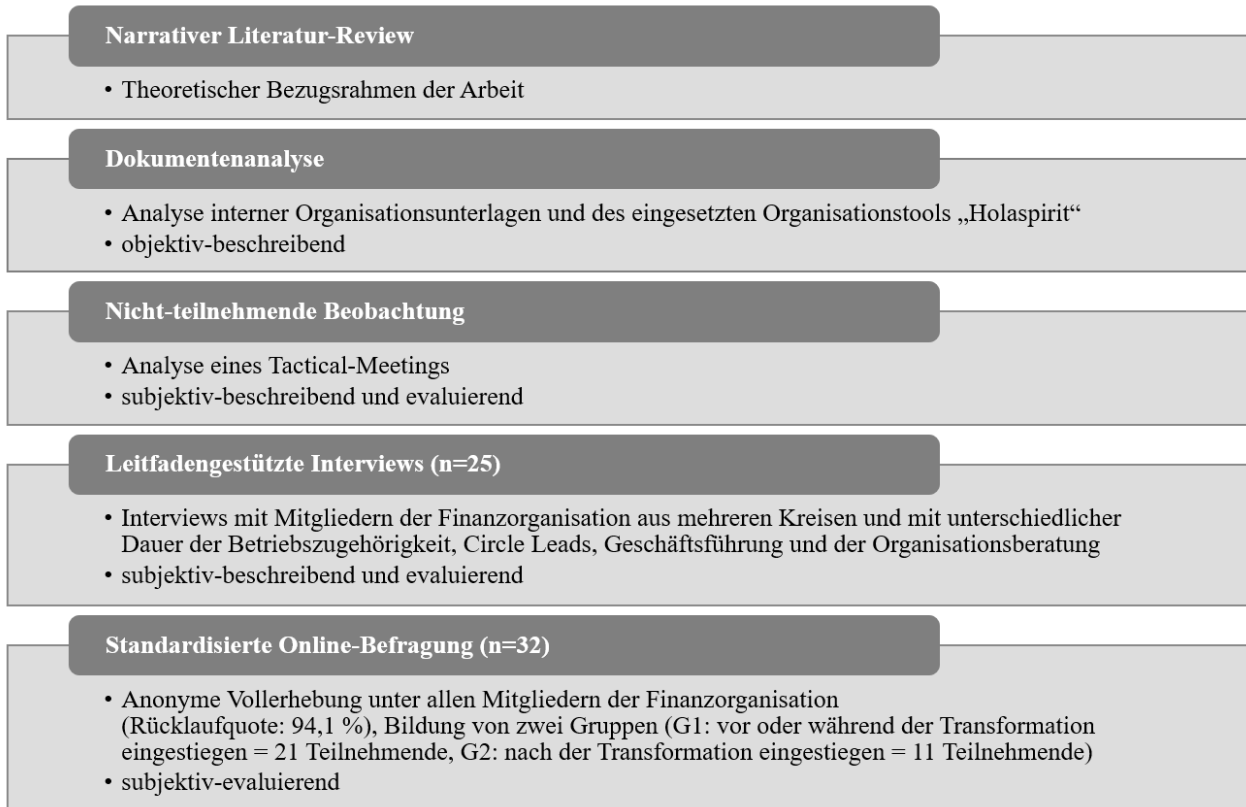 Narrativer Literatur-Review
• Theoretischer Bezugsrahmen der Arbeit
Dokumentenanalyse
• Analyse interner Organisationsunterlagen und des eingesetzten Organisationstools „Holaspirit“
• objektiv-beschreibend
Nicht-teilnehmende Beobachtung
• Analyse eines Tactical-Meetings
• subjektiv-beschreibend und evaluierend
Leitfadengestützte Interviews (n=25)
• Interviews mit Mitgliedern der Finanzorganisation aus mehreren Kreisen und mit unterschiedlicher
Dauer der Betriebszugehörigkeit, Circle Leads, Geschäftsführung und der Organisationsberatung
• subjektiv-beschreibend und evaluierend
Standardisierte Online-Befragung (n=32)
• Anonyme Vollerhebung unter allen Mitgliedern der Finanzorganisation
(Rücklaufquote: 94,1 %), Bildung von zwei Gruppen (G1: vor oder während der Transformation
eingestiegen = 21 Teilnehmende, G2: nach der Transformation eingestiegen = 11 Teilnehmende)
• subjektiv-evaluierend